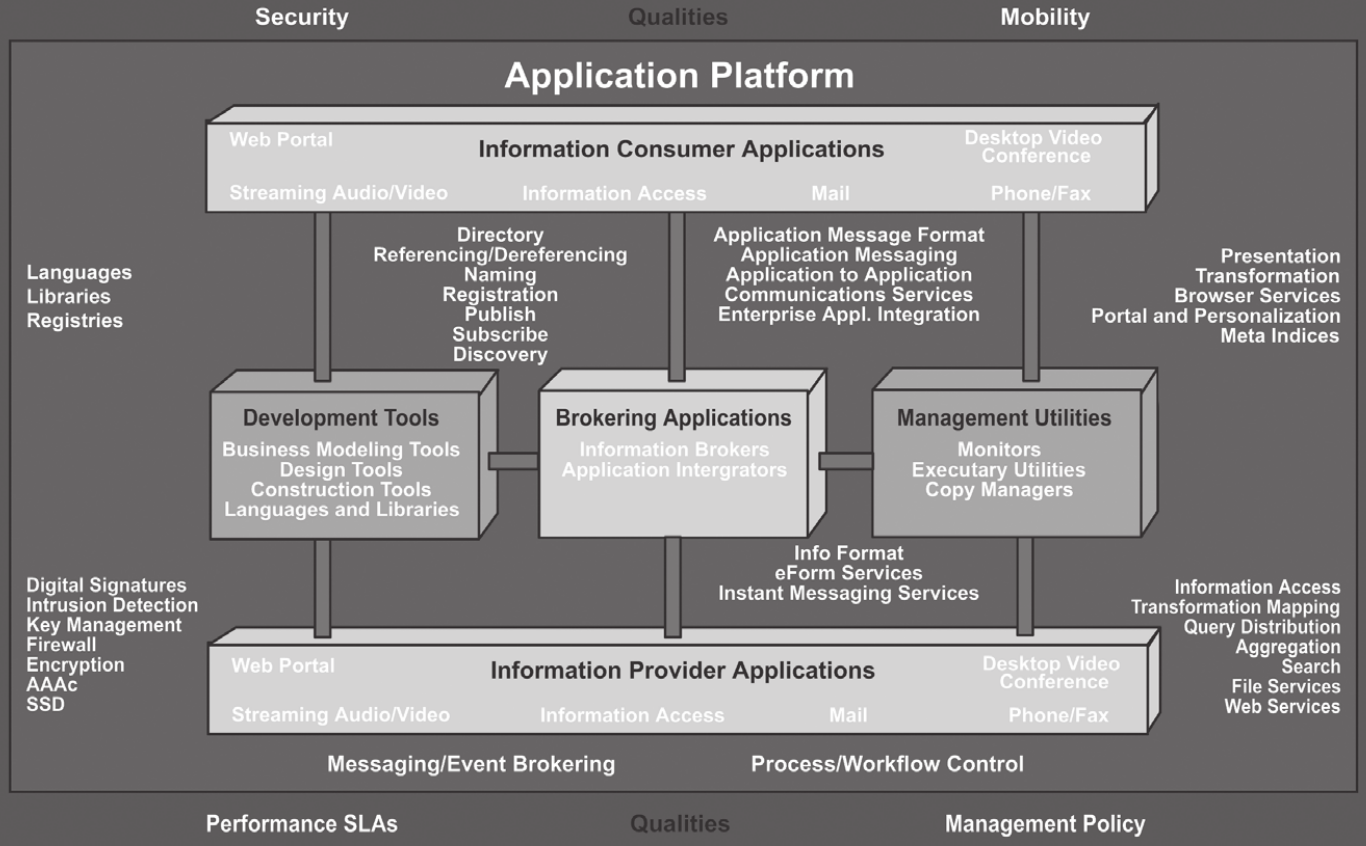 Security
Qualities
Mobility
Application Platform
Web Portal
Information Consumer Applications
Desktop Video
Conference
Streaming Audio/Video
Information Access
Mail
Phone/Fax
Languages
Libraries
Registries
Directory
Referencing/Dereferencing
Naming
Registration
Publish
Subscribe
Discovery
Application Message Format
Application Messaging
Application to Application
Communications Services
Enterprise Appl. Integration
Presentation
Transformation
Browser Services
Portal and Personalization
Meta Indices
Development Tools
Business Modeling Tools
Design Tools
Construction Tools
Languages and Libraries
Brokering Applications
Information Brokers
Application Intergrators
Management Utilities
Monitors
Executary Utilities
Copy Managers
Info Format
eForm Services
Instant Messaging Services
Digital Signatures
Intrusion Detection
Key Management
Firewall
Encryption
AAAc
SSD
Information Access
Transformation Mapping
Query Distribution
Aggregation
Search
File Services
Web Services
Web Portal
Information Provider Applications
Desktop Video
Conference
Streaming Audio/Video
Information Access
Mail
Phone/Fax
Messaging/Event Brokering
Process/Workflow Control
Performance SLAs
Qualities
Management Policy